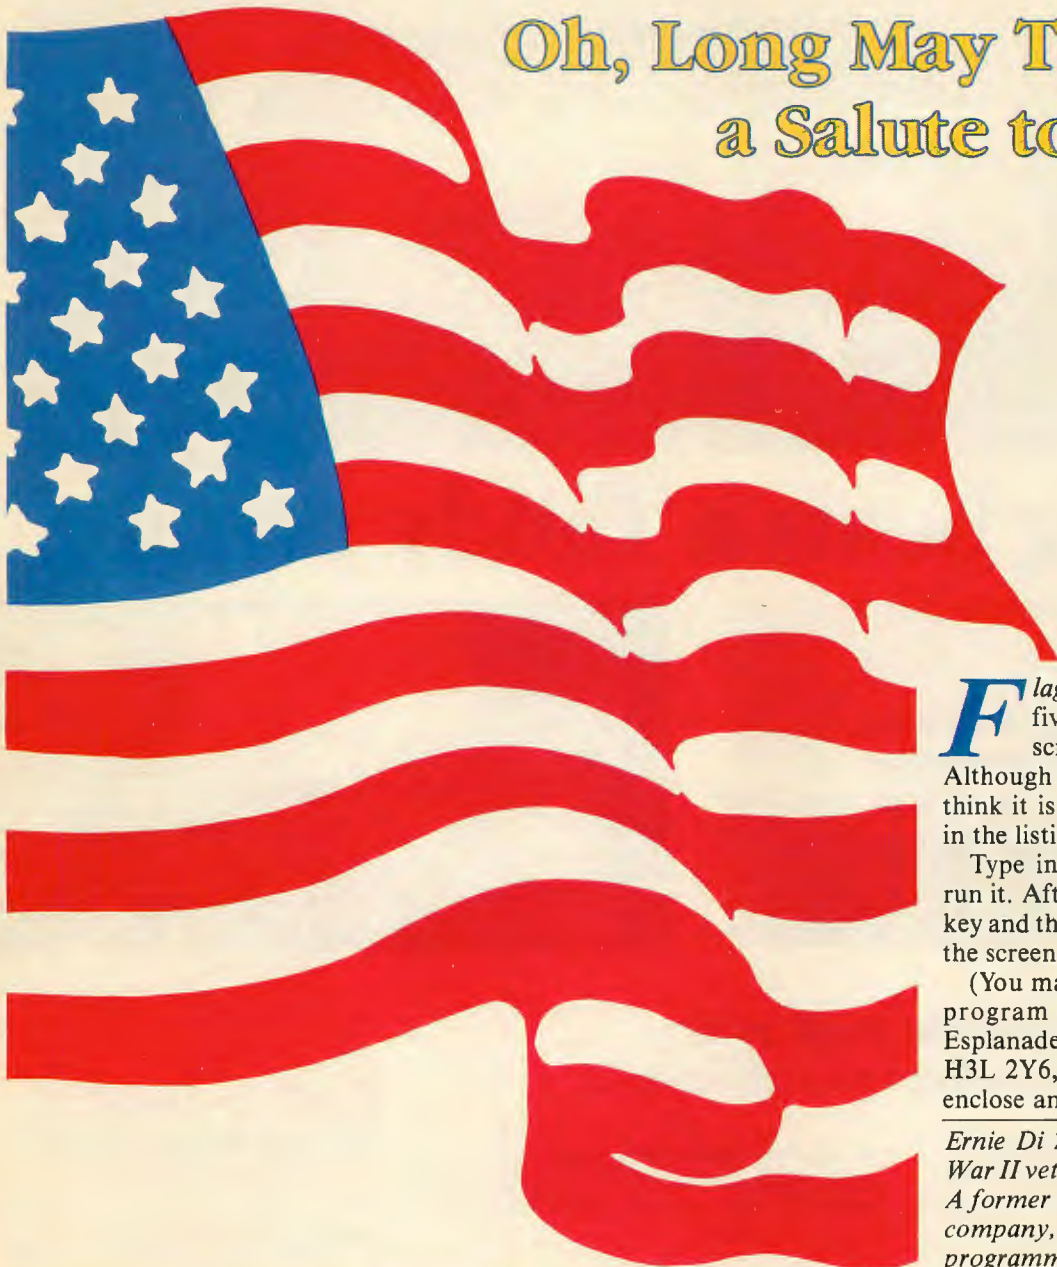 Oh, Long May T
a Salute to
Flag
five
scr
Although
think it is
in the listi
Type in
run it. Aft
key and th
the screen
(You ma
program
Esplanade
H3L 2Y6,
enclose an
Ernie Di
War II vet
A former
company,
programm